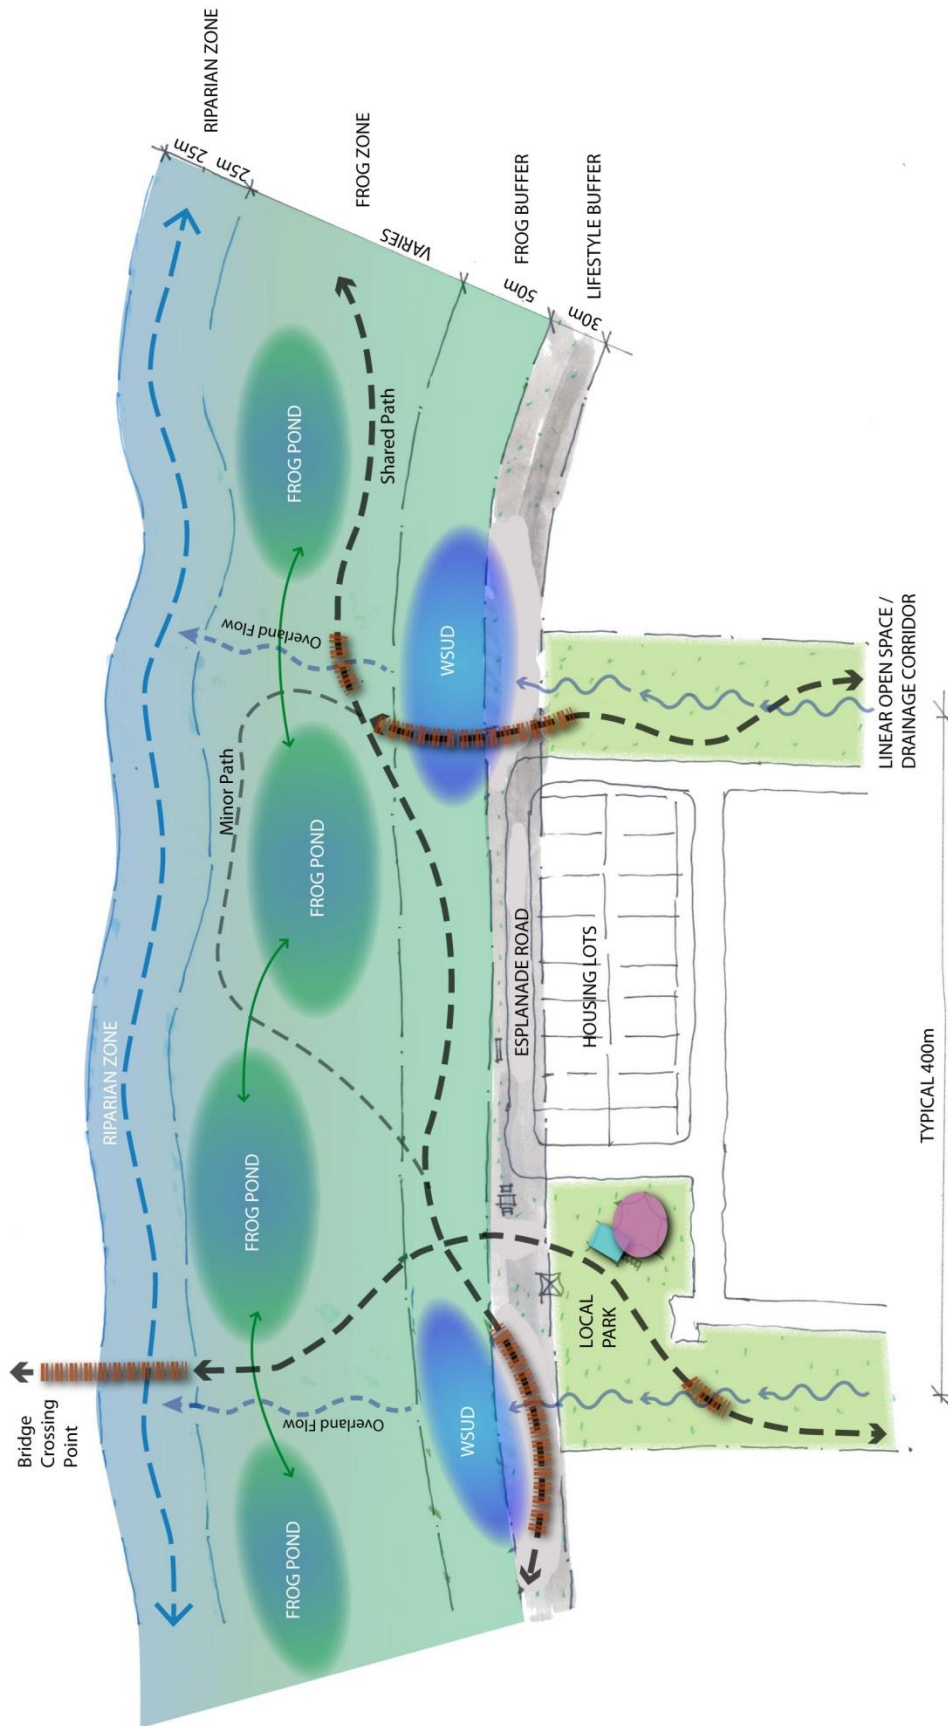 RIPARIAN ZONE
25m
25m
FROG ZONE
VARIES
FROG BUFFER
50m
LIFESTYLE BUFFER
30m
RIPARIAN ZONE
Bridge
Crossing
Point
FROG POND
FROG POND
FROG POND
FROG POND
Overland Flow
Minor Path
Overland Flow
Shared Path
WSUD
WSUD
ESPLANADE ROAD
HOUSING LOTS
LOCAL
PARK
LINEAR OPEN SPACE /
DRAINAGE CORRIDOR
TYPICAL 400m